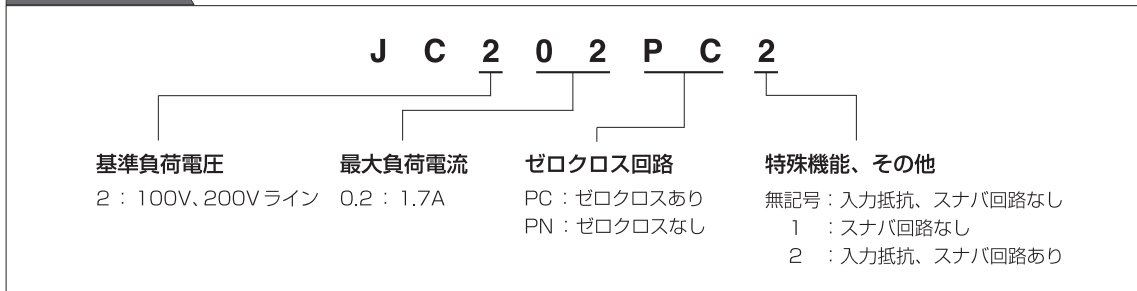 JC202PC2
基準負荷電圧
2 : 100V、200Vライン
最大負荷電流
0.2 : 1.7A
ゼロクロス回路
PC : ゼロクロスあり
PN : ゼロクロスなし
特殊機能、その他
無記号 : 入力抵抗、スナバ回路なし
1 : スナバ回路なし
2 : 入力抵抗、スナバ回路あり